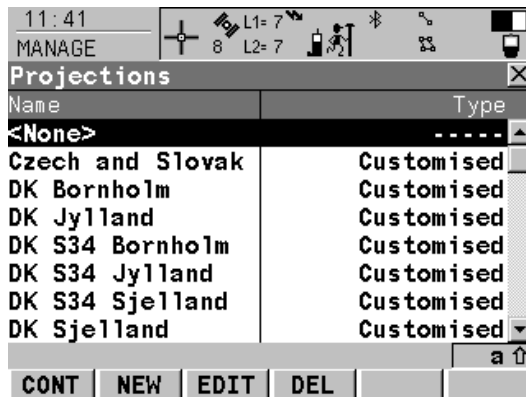 11:41
MANAGE
L1= 7
8 L2= 7
Projections
Name Type
<None> -----
Czech and Slovak Customised
DK Bornholm Customised
DK Jylland Customised
DK S34 Bornholm Customised
DK S34 Jylland Customised
DK S34 Sjelland Customised
DK Sjelland Customised
a
CONT NEW EDIT DEL